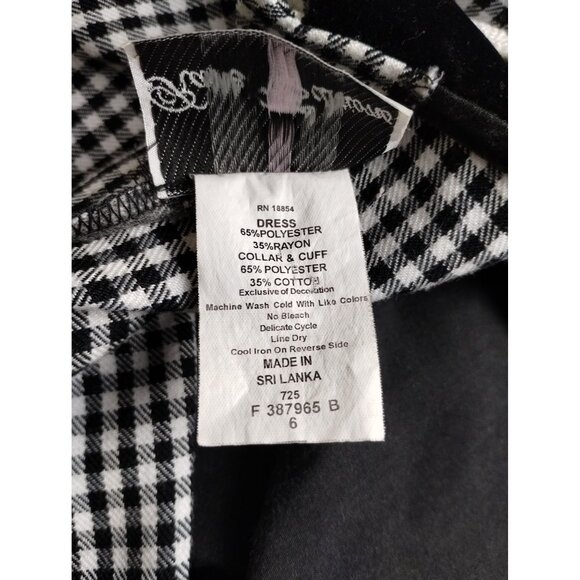 RN 18854
DRESS
65%POLYESTER
35%RAYON
COLLAR & CUFF
65% POLYESTER
35% COTTON
Exclusive of Decoration
Machine Wash Cold With Like Colors
No Bleach
Delicate Cycle
Line Dry
Cool Iron On Reverse Side
MADE IN
SRI LANKA
725
F 387965 B
6